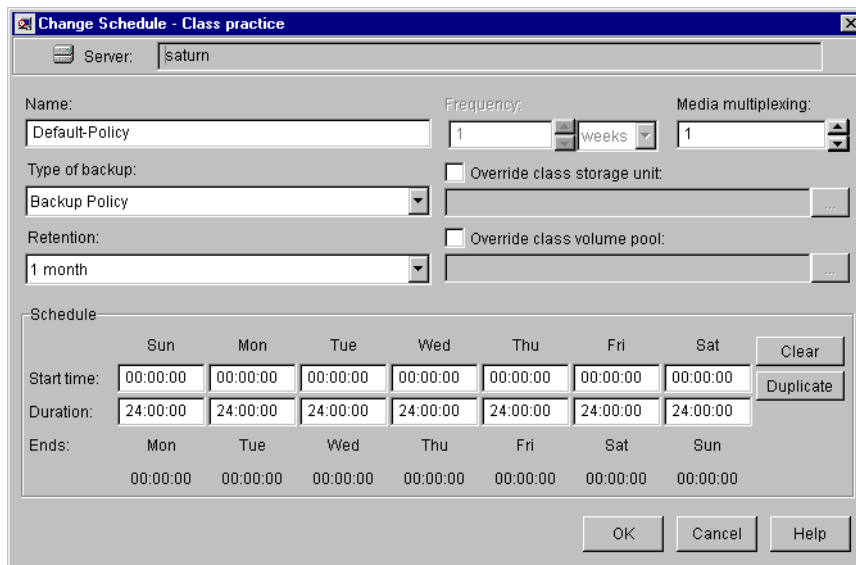 Change Schedule - Class practice
Server: saturn
Name:
Default-Policy
Frequency:
1 weeks
Media multiplexing:
1
Type of backup:
Backup Policy
Override class storage unit:
...
Retention:
1 month
Override class volume pool:
...
Schedule
Sun Mon Tue Wed Thu Fri Sat
Clear
Start time: 00:00:00 00:00:00 00:00:00 00:00:00 00:00:00 00:00:00 00:00:00
Duplicate
Duration: 24:00:00 24:00:00 24:00:00 24:00:00 24:00:00 24:00:00 24:00:00
Ends: Mon Tue Wed Thu Fri Sat Sun
00:00:00 00:00:00 00:00:00 00:00:00 00:00:00 00:00:00 00:00:00
OK Cancel Help